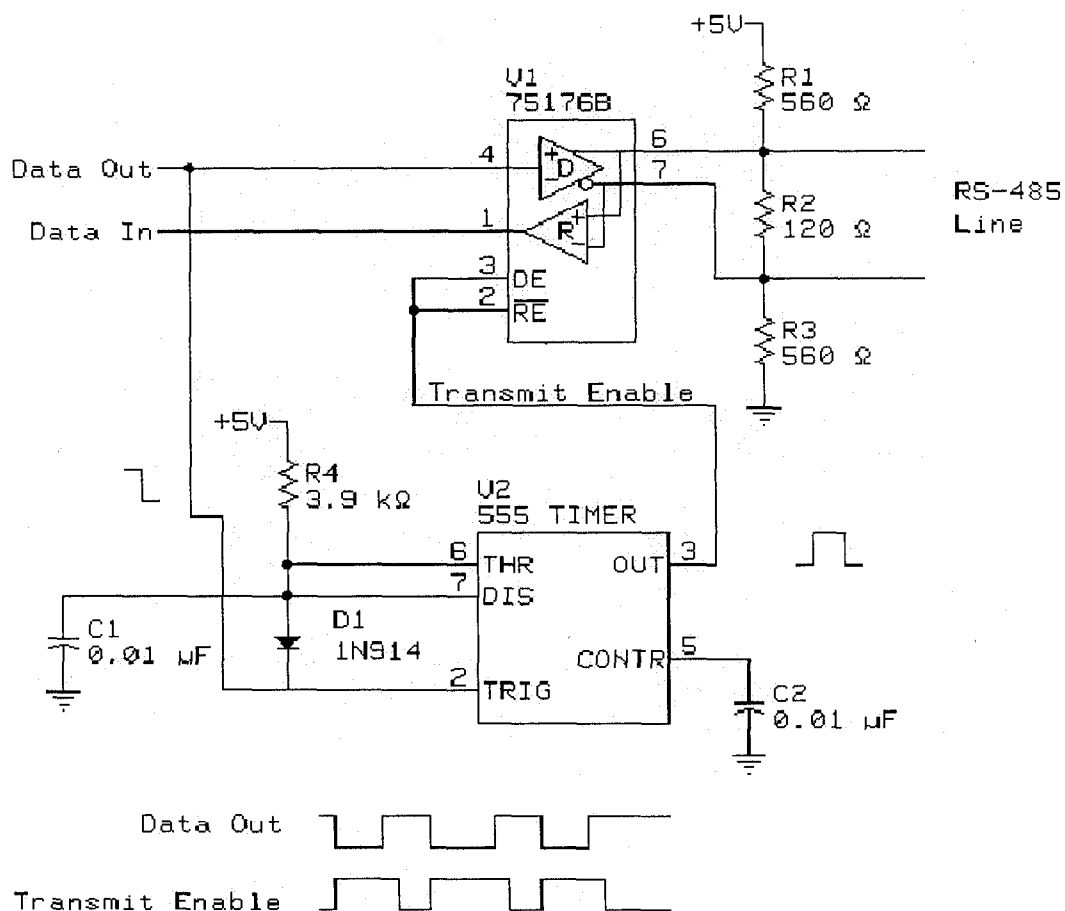 +5V
R1
560 Ω
U1
75176B
6
4
+
D
7
Data Out
R2
120 Ω
RS-485
Line
Data In
1
+
R
3
DE
2
RE
R3
560 Ω
Transmit Enable
+5V
R4
3.9 kΩ
U2
555 TIMER
6
THR
OUT
3
7
DIS
C1
0.01 µF
D1
1N914
CONTR
5
2
TRIG
C2
0.01 µF
Data Out
Transmit Enable